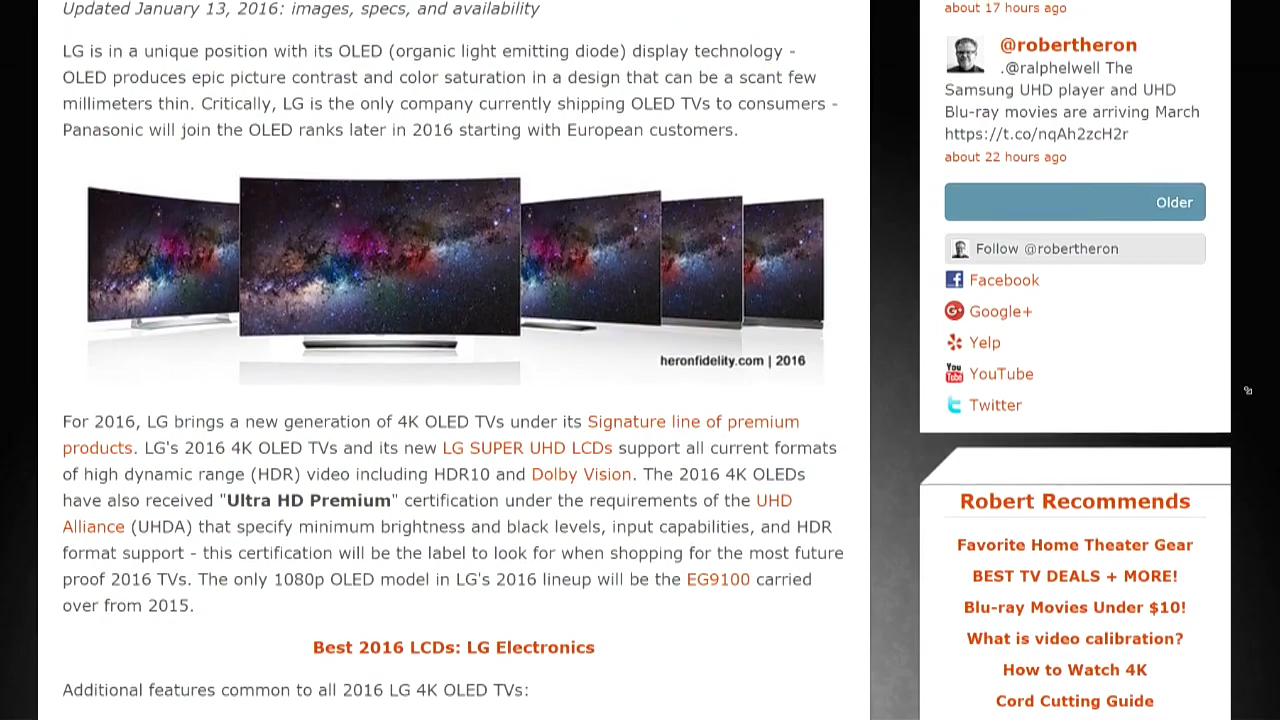 Updated January 13, 2016: images, specs, and availability
LG is in a unique position with its OLED (organic light emitting diode) display technology -
OLED produces epic picture contrast and color saturation in a design that can be a scant few
millimeters thin. Critically, LG is the only company currently shipping OLED TVs to consumers -
Panasonic will join the OLED ranks later in 2016 starting with European customers.
heronfidelity.com | 2016
For 2016, LG brings a new generation of 4K OLED TVs under its Signature line of premium
products. LG's 2016 4K OLED TVs and its new LG SUPER UHD LCDs support all current formats
of high dynamic range (HDR) video including HDR10 and Dolby Vision. The 2016 4K OLEDs
have also received "Ultra HD Premium" certification under the requirements of the UHD
Alliance (UHDA) that specify minimum brightness and black levels, input capabilities, and HDR
format support - this certification will be the label to look for when shopping for the most future
proof 2016 TVs. The only 1080p OLED model in LG's 2016 lineup will be the EG9100 carried
over from 2015.
Best 2016 LCDs: LG Electronics
Additional features common to all 2016 LG 4K OLED TVs:
about 17 hours ago
@robertheron
.@ralphelwell The
Samsung UHD player and UHD
Blu-ray movies are arriving March
https://t.co/nqAh2zcH2r
about 22 hours ago
Older
Follow @robertheron
Facebook
Google+
Yelp
You Tube YouTube
Twitter
Robert Recommends
Favorite Home Theater Gear
BEST TV DEALS + MORE!
Blu-ray Movies Under $10!
What is video calibration?
How to Watch 4K
Cord Cutting Guide